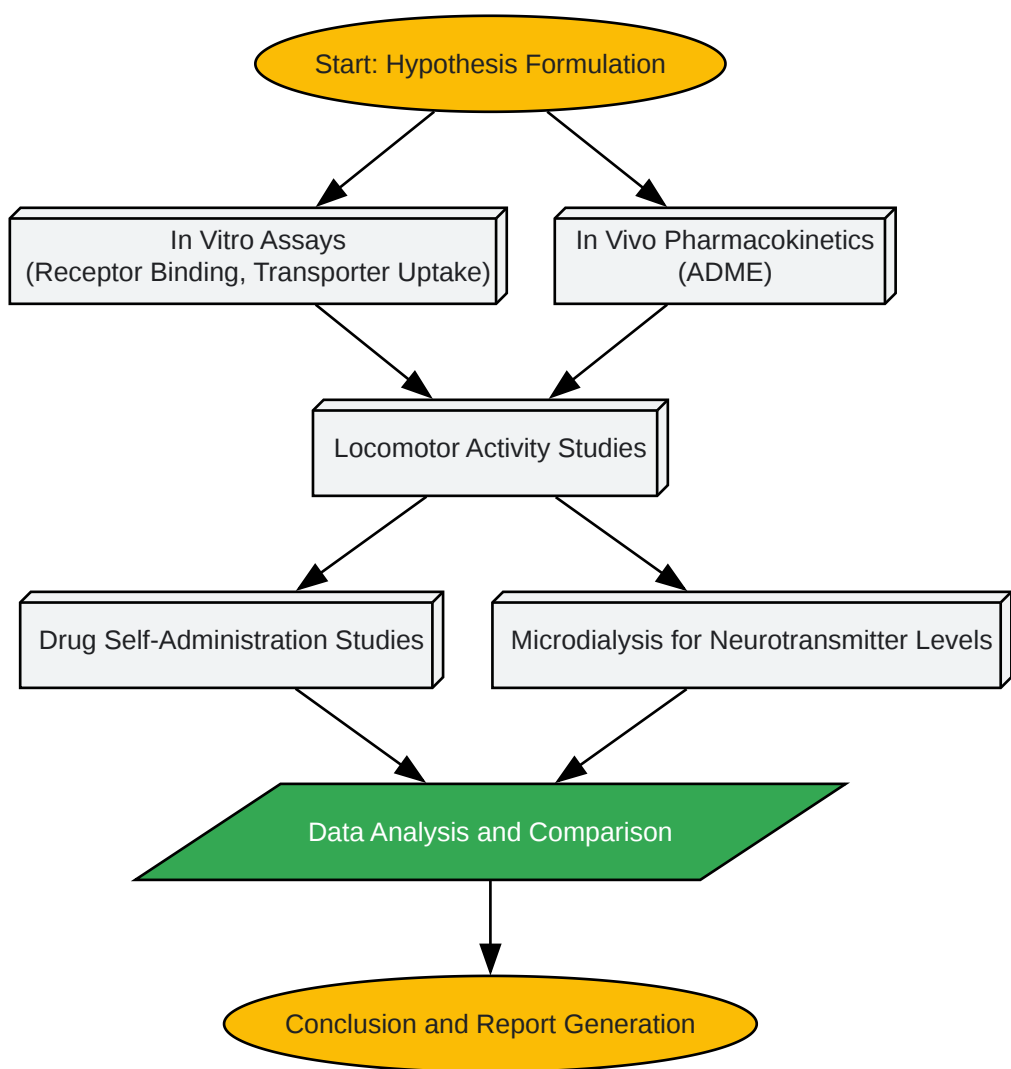 Start: Hypothesis Formulation
In Vitro Assays
(Receptor Binding, Transporter Uptake)
In Vivo Pharmacokinetics
(ADME)
Locomotor Activity Studies
Drug Self-Administration Studies
Microdialysis for Neurotransmitter Levels
Data Analysis and Comparison
Conclusion and Report Generation